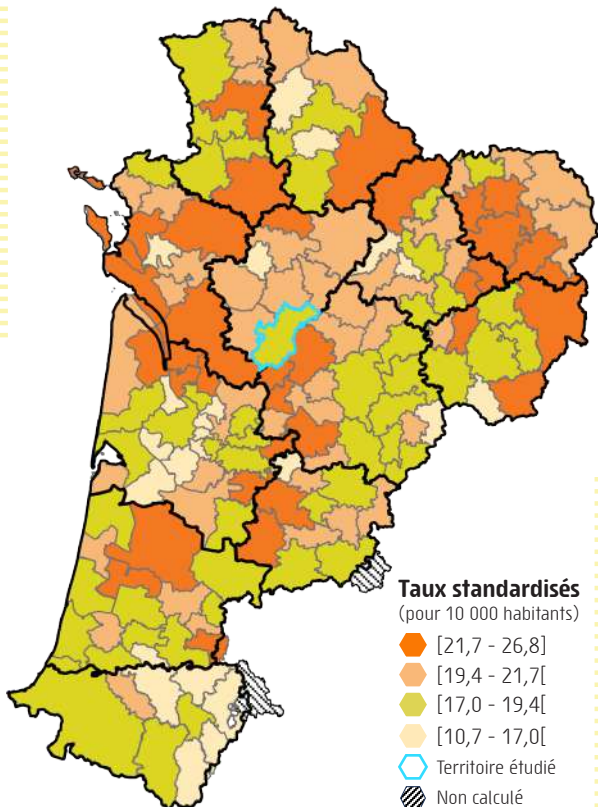 Taux standardisés
(pour 10 000 habitants)
[21,7 - 26,8]
[19,4 - 21,7[
[17,0 - 19,4[
[10,7 - 17,0[
Territoire étudié
Non calculé